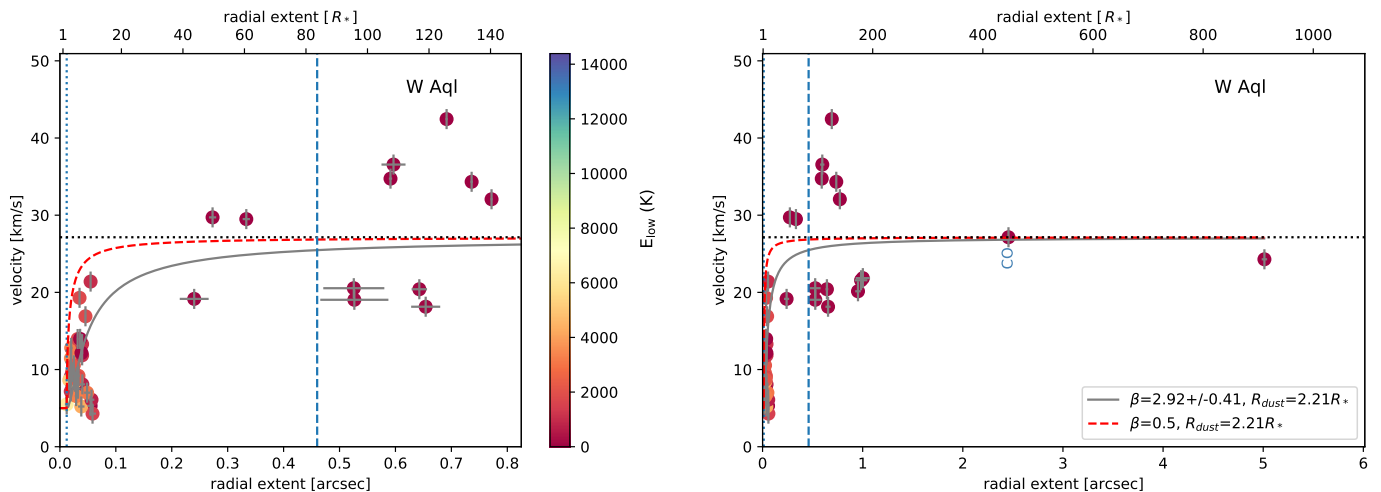 radial extent [ R* ]
1 20 40 60 80 100 120 140
50
40
30
20
10
0
velocity [km/s]
W Aql
0.0 0.1 0.2 0.3 0.4 0.5 0.6 0.7 0.8
radial extent [arcsec]
14000
12000
10000
8000
6000
4000
2000
0
Elow (K)
radial extent [ R* ]
1 200 400 600 800 1000
50
40
30
20
10
0
velocity [km/s]
W Aql
CO
β=2.92+/-0.41, Rdust=2.21R*
β=0.5, Rdust=2.21R*
0 1 2 3 4 5 6
radial extent [arcsec]